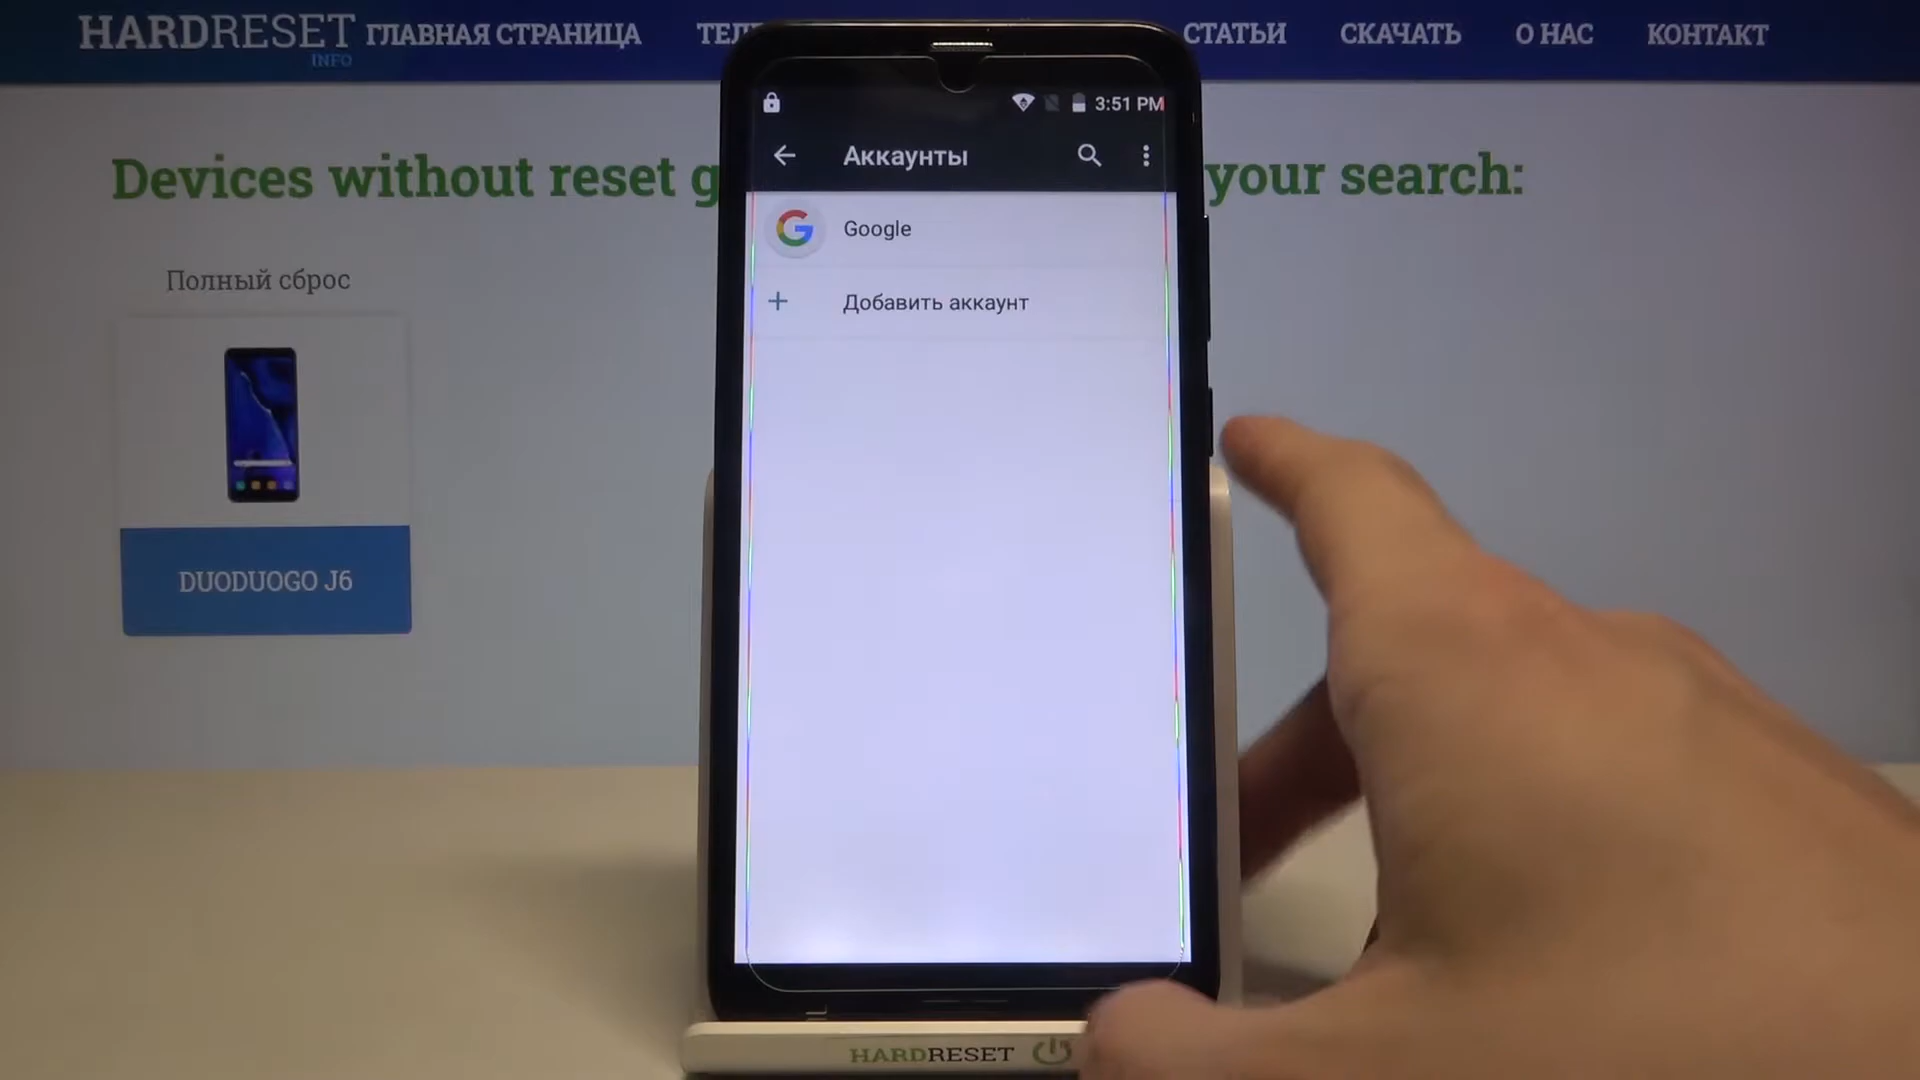 HARDRESET
INFO
ГЛАВНАЯ СТРАНИЦА
СТАТЬИ
СКАЧАТЬ
О НАС
КОНТАКТ
Devices without reset
your search:
Полный сброс
DUODUOGO J6
3:51 PM
Аккаунты
Google
Добавить аккаунт
HARDRESET